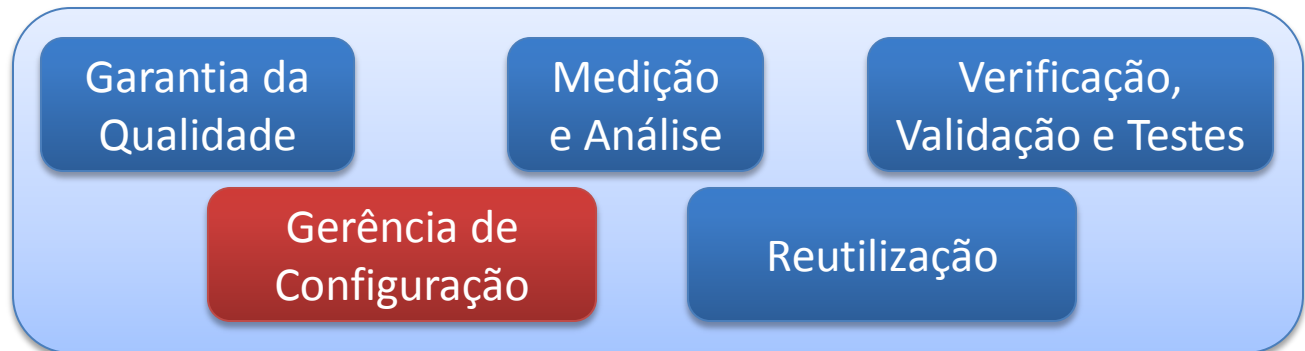 Garantia da
Qualidade
Medição
e Análise
Verificação,
Validação e Testes
Gerência de
Configuração
Reutilização